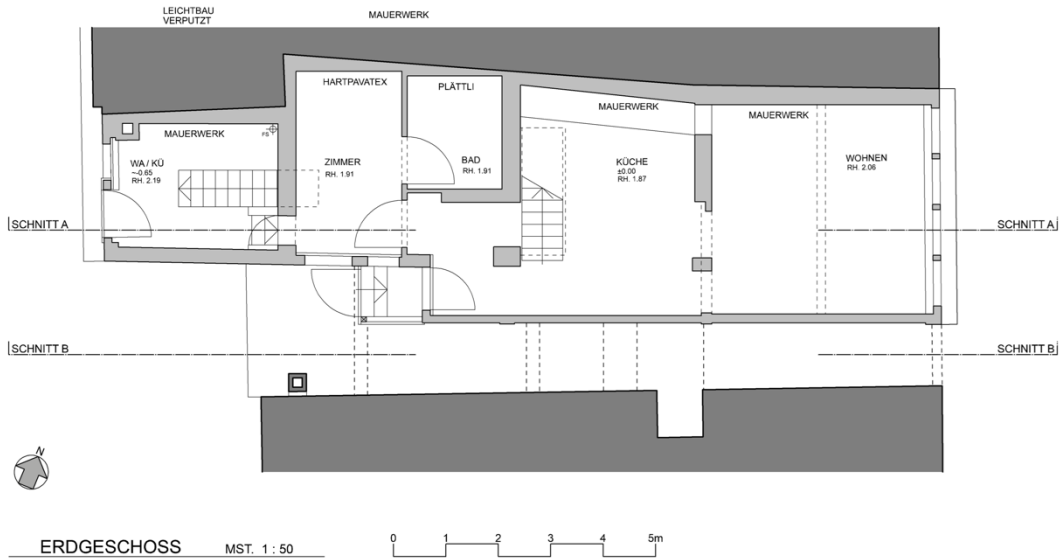 LEICHTBAU
VERPUTZT
MAUERWERK
HARTPAVATEX
PLÄTTLI
MAUERWERK
MAUERWERK
MAUERWERK
FS
WA / KÜ
~-0.65
RH. 2.19
ZIMMER
RH. 1.91
BAD
RH. 1.91
KÜCHE
±0.00
RH. 1.87
WOHNEN
RH. 2.06
SCHNITT A
SCHNITT A
SCHNITT B
SCHNITT B
N
ERDGESCHOSS MST. 1 : 50
0 1 2 3 4 5m